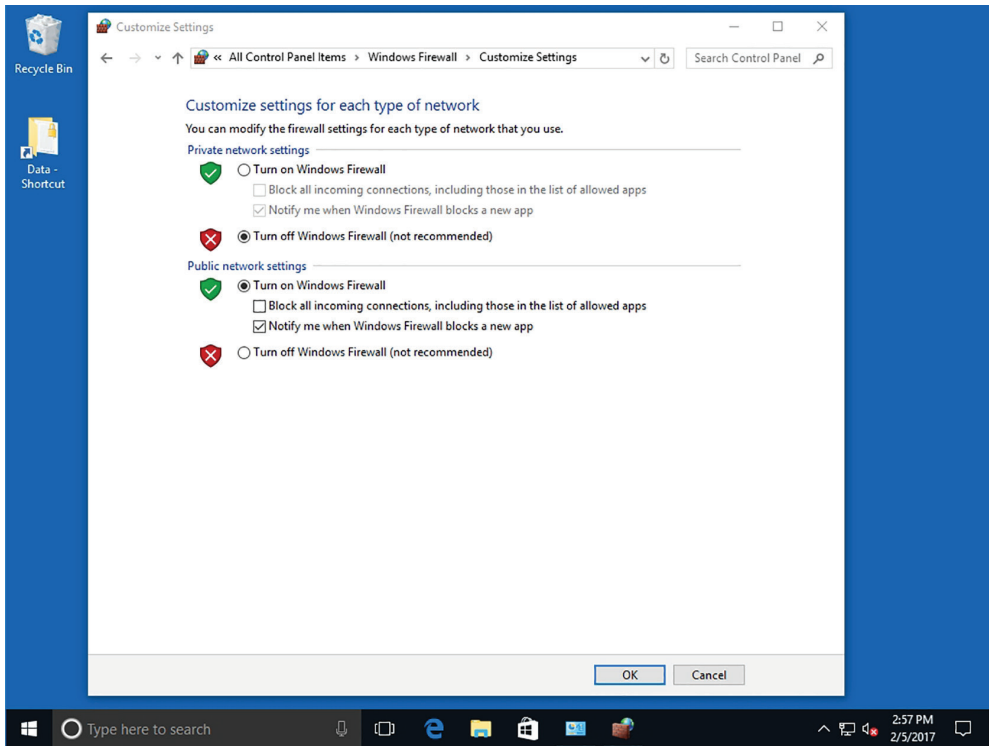 Recycle Bin
Data -
Shortcut
Customize Settings
« All Control Panel Items > Windows Firewall > Customize Settings
Search Control Panel
Customize settings for each type of network
You can modify the firewall settings for each type of network that you use.
Private network settings
Turn on Windows Firewall
Block all incoming connections, including those in the list of allowed apps
Notify me when Windows Firewall blocks a new app
Turn off Windows Firewall (not recommended)
Public network settings
Turn on Windows Firewall
Block all incoming connections, including those in the list of allowed apps
Notify me when Windows Firewall blocks a new app
Turn off Windows Firewall (not recommended)
OK
Cancel
Type here to search
2:57 PM
2/5/2017